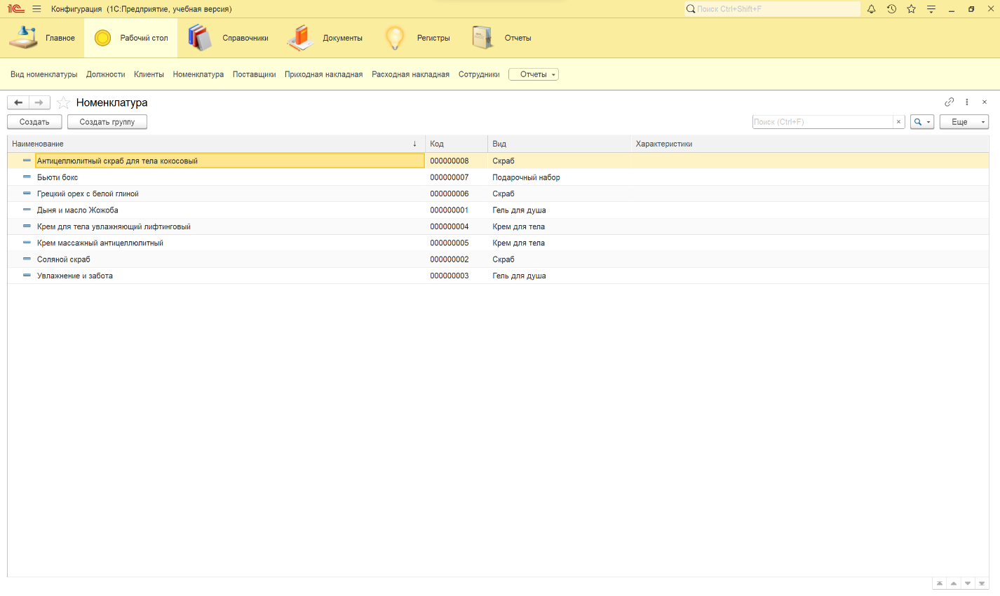 1С Конфигурация (1С:Предприятие, учебная версия) Поиск Ctrl+Shift+F
Главное Рабочий стол Справочники Документы Регистры Отчеты
Вид номенклатуры Должности Клиенты Номенклатура Поставщики Приходная накладная Расходная накладная Сотрудники Отчеты
Номенклатура
Создать Создать группу Поиск (Ctrl+F) × Еще
Наименование ↓ Код Вид Характеристики
Антицеллюлитный скраб для тела кокосовый 000000008 Скраб
Бьюти бокс 000000007 Подарочный набор
Грецкий орех с белой глиной 000000006 Скраб
Дыня и масло Жожоба 000000001 Гель для душа
Крем для тела увлажняющий лифтинговый 000000004 Крем для тела
Крем массажный антицеллюлитный 000000005 Крем для тела
Соляной скраб 000000002 Скраб
Увлажнение и забота 000000003 Гель для душа